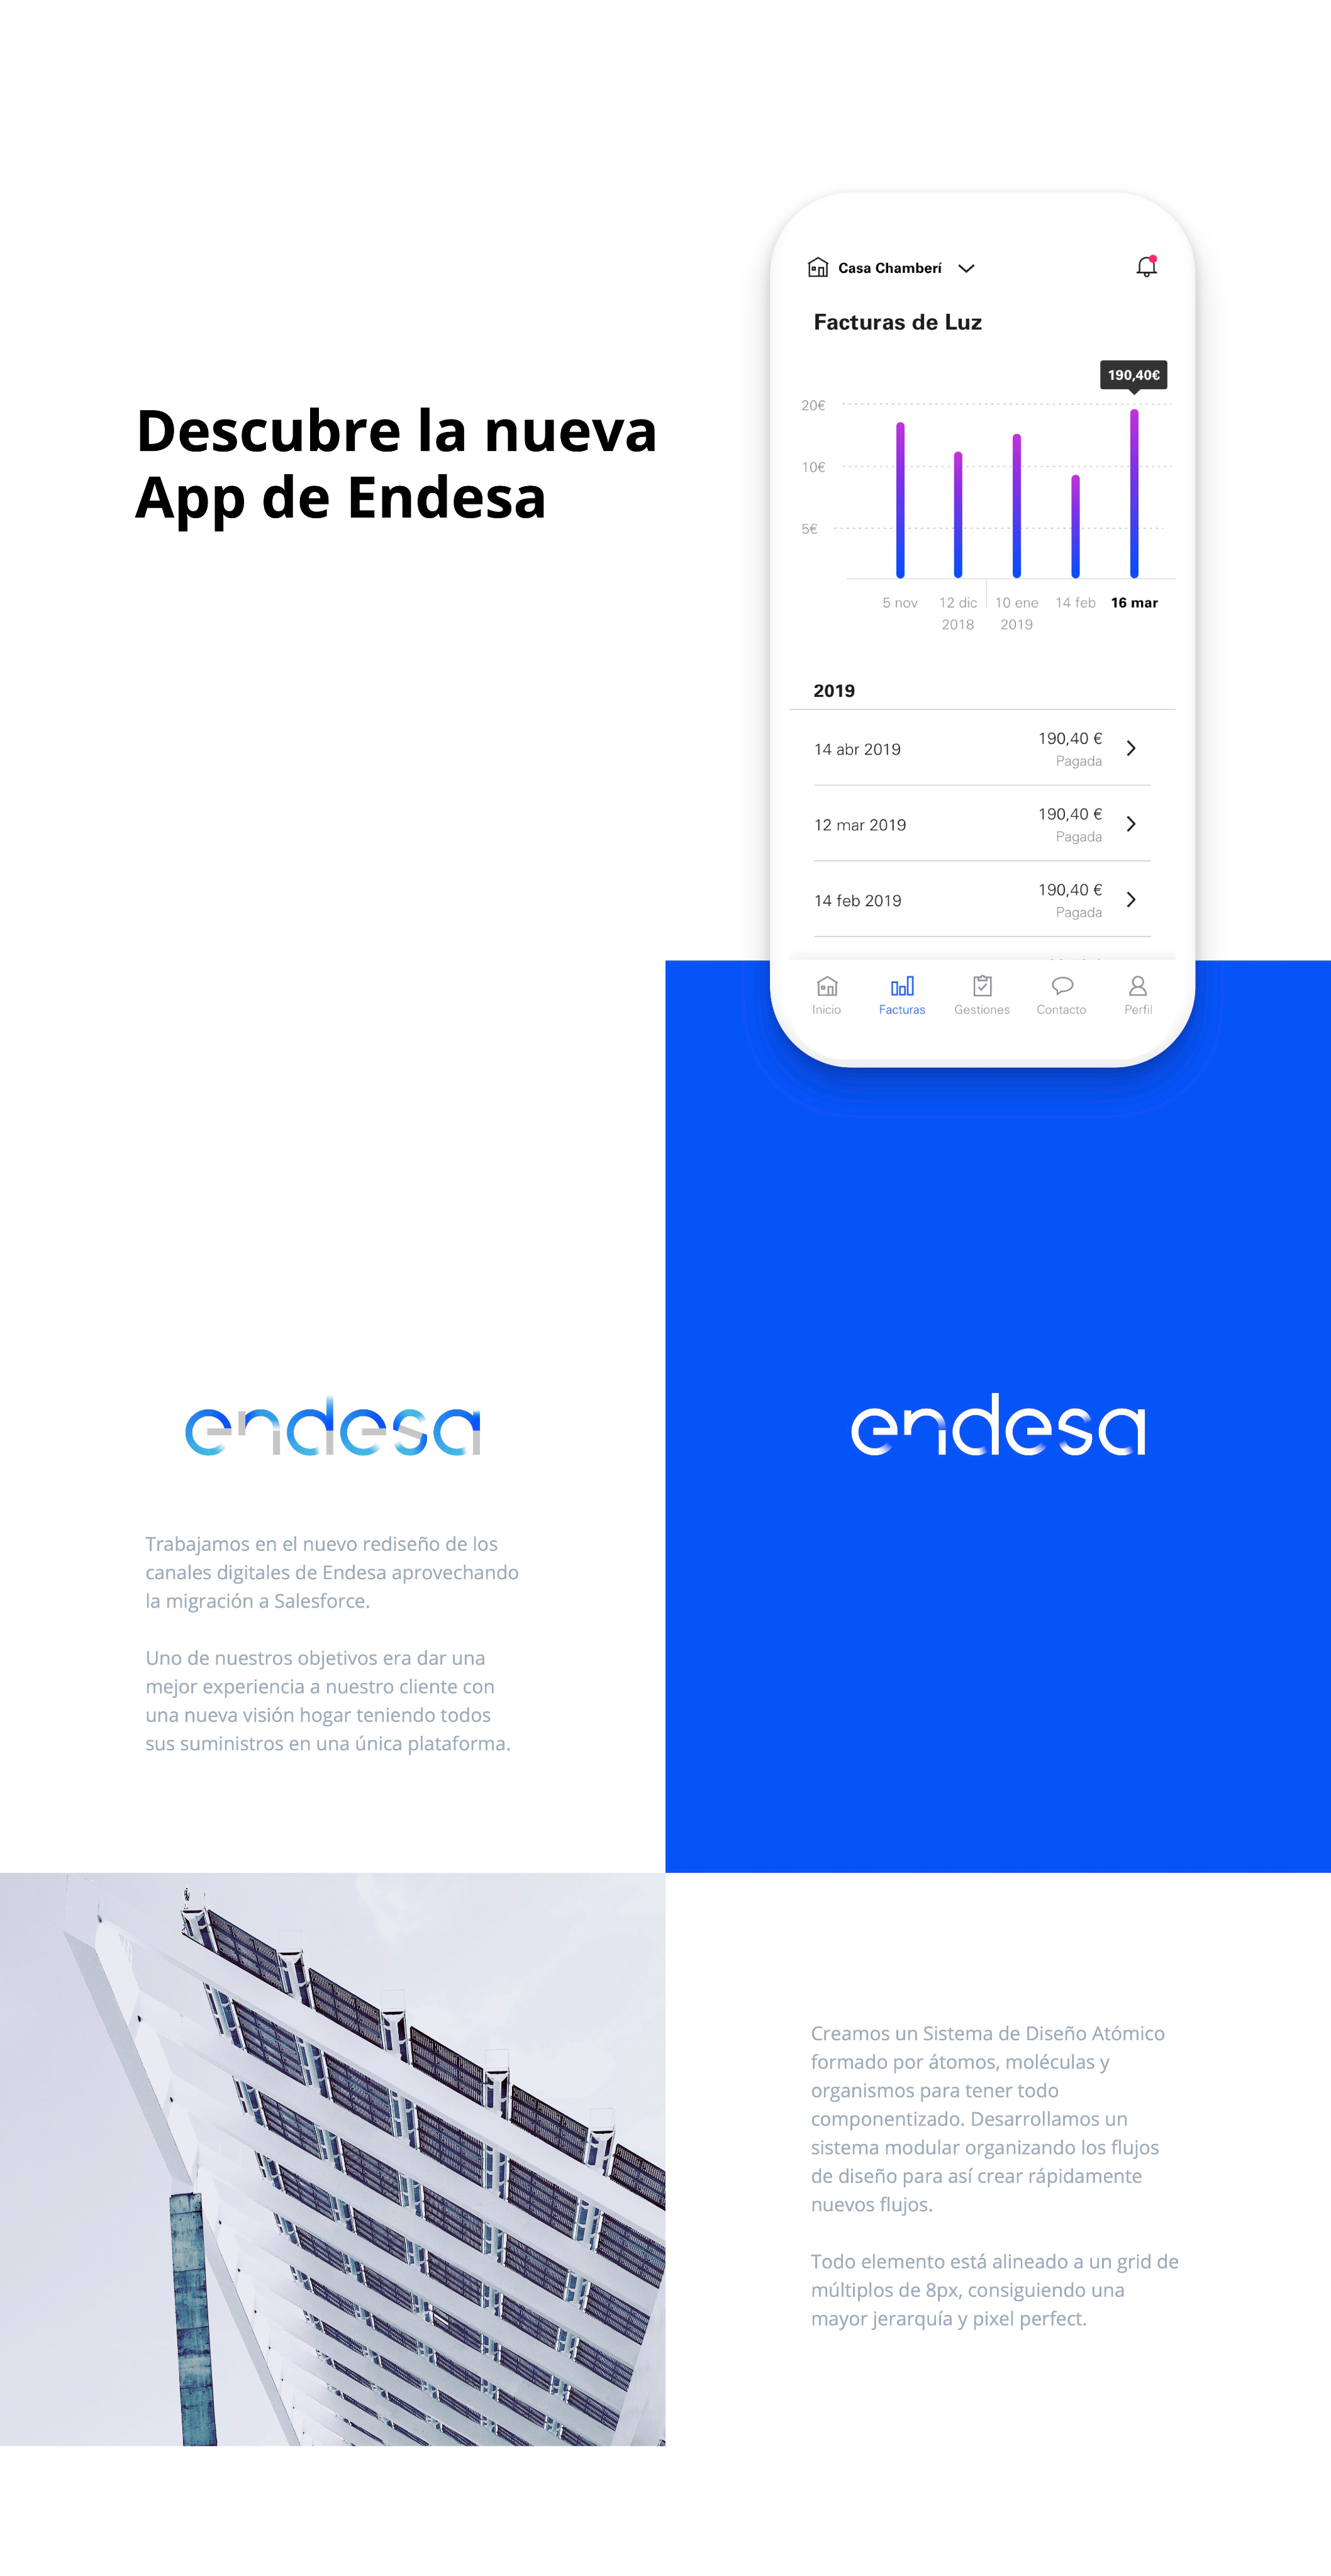 Descubre la nueva
App de Endesa
Casa Chamberí
Facturas de Luz
190,40€
20€
10€
5€
5 nov
12 dic
2018
10 ene
2019
14 feb
16 mar
2019
14 abr 2019
190,40 €
Pagada
12 mar 2019
190,40 €
Pagada
14 feb 2019
190,40 €
Pagada
Inicio
Facturas
Gestiones
Contacto
Perfil
endesa
endesa
Trabajamos en el nuevo rediseño de los
canales digitales de Endesa aprovechando
la migración a Salesforce.
Uno de nuestros objetivos era dar una
mejor experiencia a nuestro cliente con
una nueva visión hogar teniendo todos
sus suministros en una única plataforma.
Creamos un Sistema de Diseño Atómico
formado por átomos, moléculas y
organismos para tener todo
componentizado. Desarrollamos un
sistema modular organizando los flujos
de diseño para así crear rápidamente
nuevos flujos.
Todo elemento está alineado a un grid de
múltiplos de 8px, consiguiendo una
mayor jerarquía y pixel perfect.